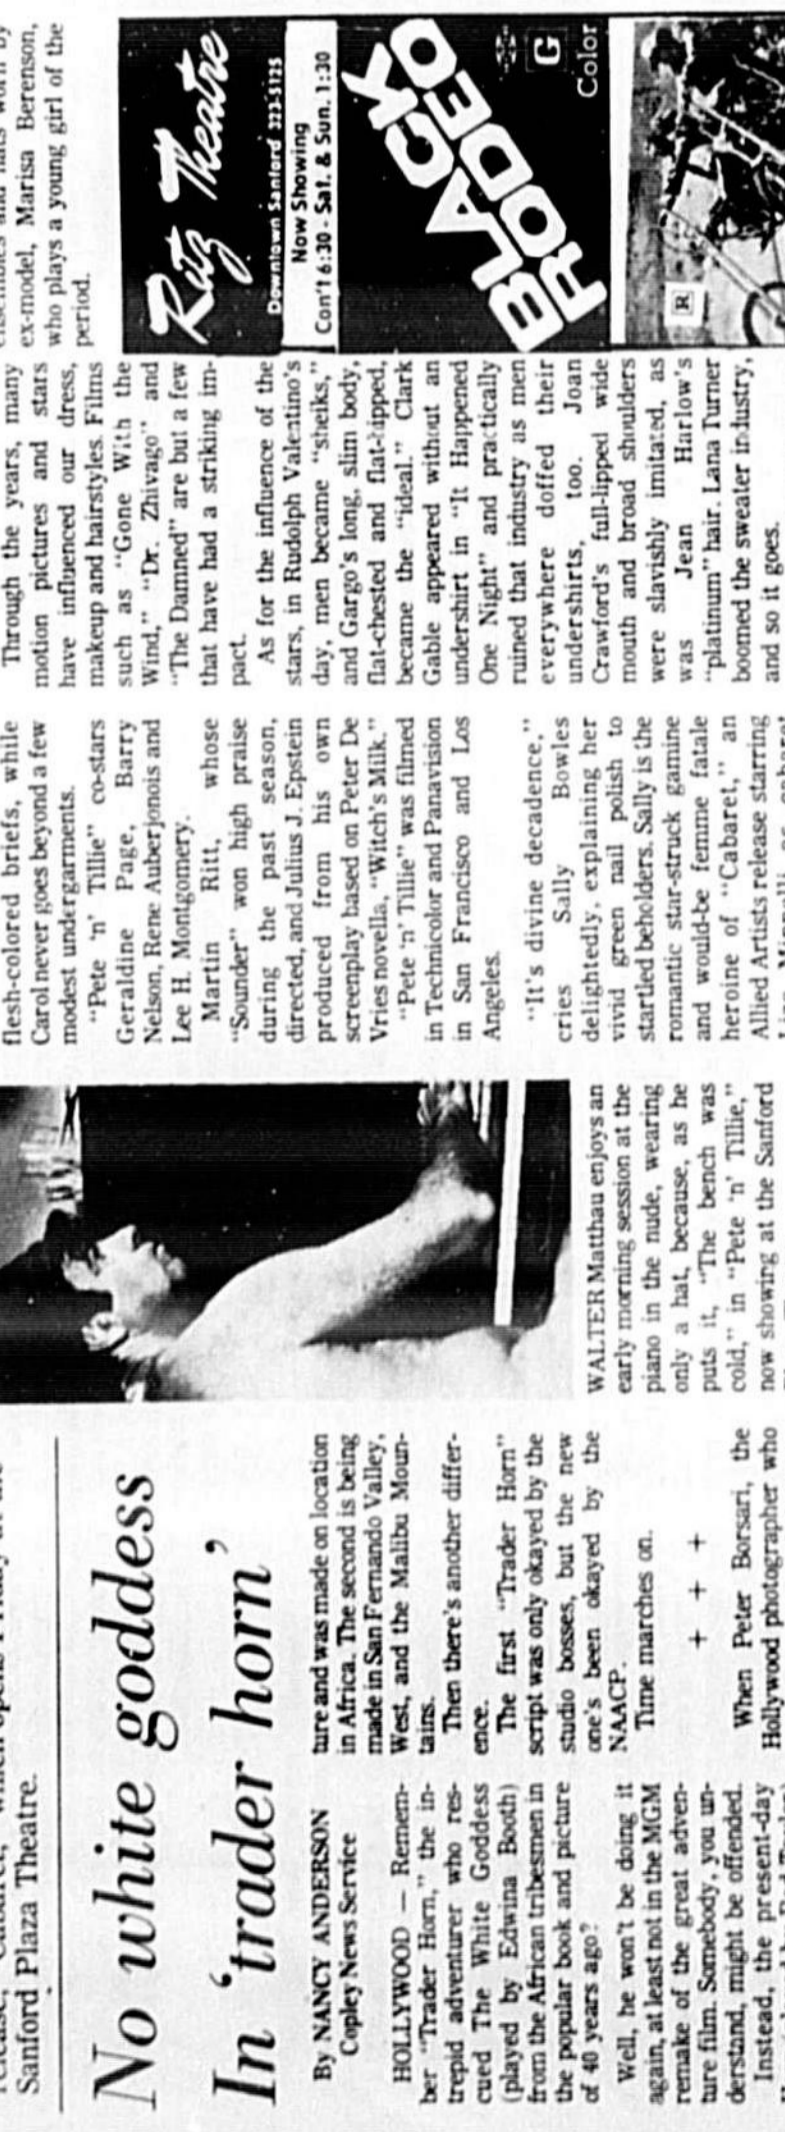 Sanford Plaza Theatre.
No white goddess
In 'trader horn'
By NANCY ANDERSON
Copley News Service
HOLLYWOOD — Remem-
ber "Trader Horn," the in-
trepid adventurer who res-
cued The White Goddess
(played by Edwina Booth)
from the African tribesmen in
the popular book and picture
of 40 years ago?
Well, he won't be doing it
again, at least not in the MGM
remake of the great adven-
ture film. Somebody, you un-
derstand, might be offended.
Instead, the present-day
ture and was made on location
in Africa. The second is being
made in San Fernando Valley,
West, and the Malibu Moun-
tains.
Then there's another differ-
ence.
The first "Trader Horn"
script was only okayed by the
studio bosses, but the new
one's been okayed by the
NAACP.
Time marches on.
+ + +
When Peter Borsari, the
Hollywood photographer who
WALTER Matthau enjoys an
early morning session at the
piano in the nude, wearing
only a hat, because, as he
puts it, "The bench was
cold," in "Pete 'n' Tillie,"
now showing at the Sanford
flesh-colored briefs, while
Carol never goes beyond a few
modest undergarments.
"Pete 'n' Tillie" co-stars
Geraldine Page, Barry
Nelson, Rene Auberjonois and
Lee H. Montgomery.
Martin Ritt, whose
"Sounder" won high praise
during the past season,
directed, and Julius J. Epstein
produced from his own
screenplay based on Peter De
Vries novella, "Witch's Milk."
"Pete 'n' Tillie" was filmed
in Technicolor and Panavision
in San Francisco and Los
Angeles.
"It's divine decadence,"
cries Sally Bowles
delightedly, explaining her
vivid green nail polish to
startled beholders. Sally is the
romantic star-struck gamine
and would-be femme fatale
heroine of "Cabaret," an
Allied Artists release starring
Through the years, many
motion pictures and stars
have influenced our dress,
makeup and hairstyles. Films
such as "Gone With the
Wind," "Dr. Zhivago" and
"The Damned" are but a few
that have had a striking im-
pact.
As for the influence of the
stars, in Rudolph Valentino's
day, men became "sheiks,"
and Gargo's long, slim body,
flat-chested and flat-hipped,
became the "ideal." Clark
Gable appeared without an
undershirt in "It Happened
One Night" and practically
ruined that industry as men
everywhere doffed their
undershirts, too. Joan
Crawford's full-lipped wide
mouth and broad shoulders
were slavishly imitated, as
was Jean Harlow's
"platinum" hair. Lana Turner
boomed the sweater industry,
and so it goes.
ex-model, Marisa Berenson,
who plays a young girl of the
period.
Ritz Theatre
Downtown Sanford 323-5125
Now Showing
Con't 6:30 - Sat. & Sun. 1:30
BLACK
RODEO
G
Color
R